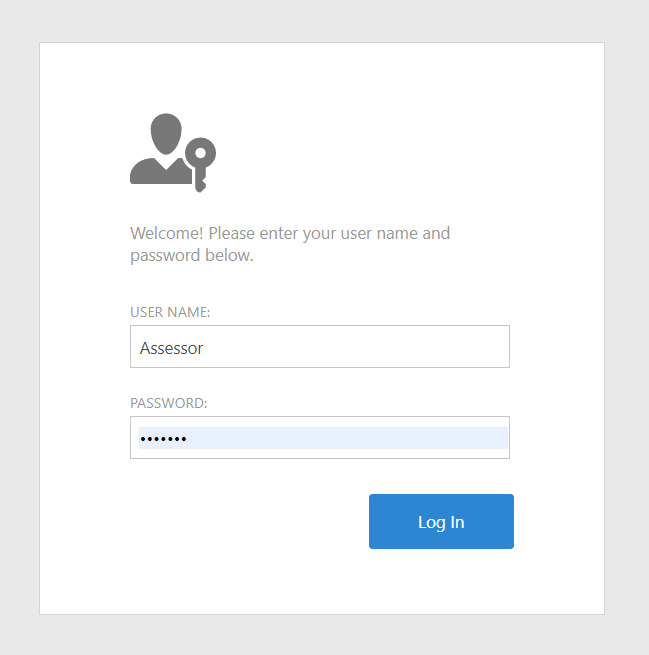 Welcome! Please enter your user name and
password below.
USER NAME:
Assessor
PASSWORD:
•••••••
Log In